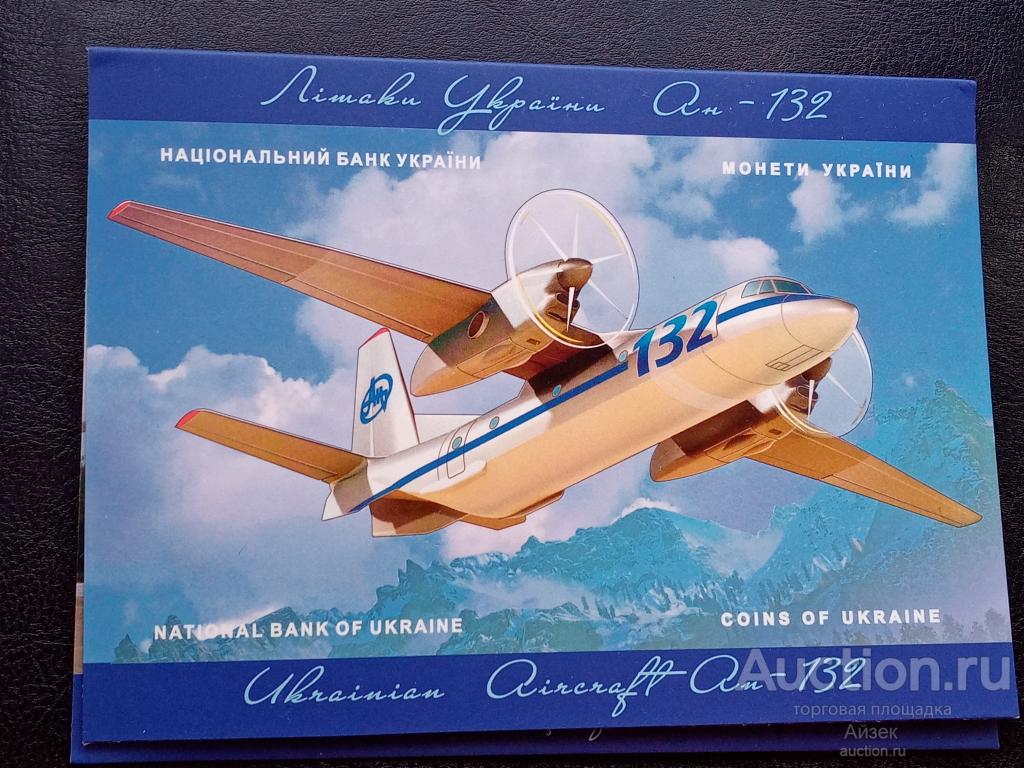 Літаки України Ан-132
НАЦІОНАЛЬНИЙ БАНК УКРАЇНИ
МОНЕТИ УКРАЇНИ
132
Ан
NATIONAL BANK OF UKRAINE
COINS OF UKRAINE
Ukrainian Aircraft An-132
Auction.ru
торговая площадка
Айзек
auction.ru